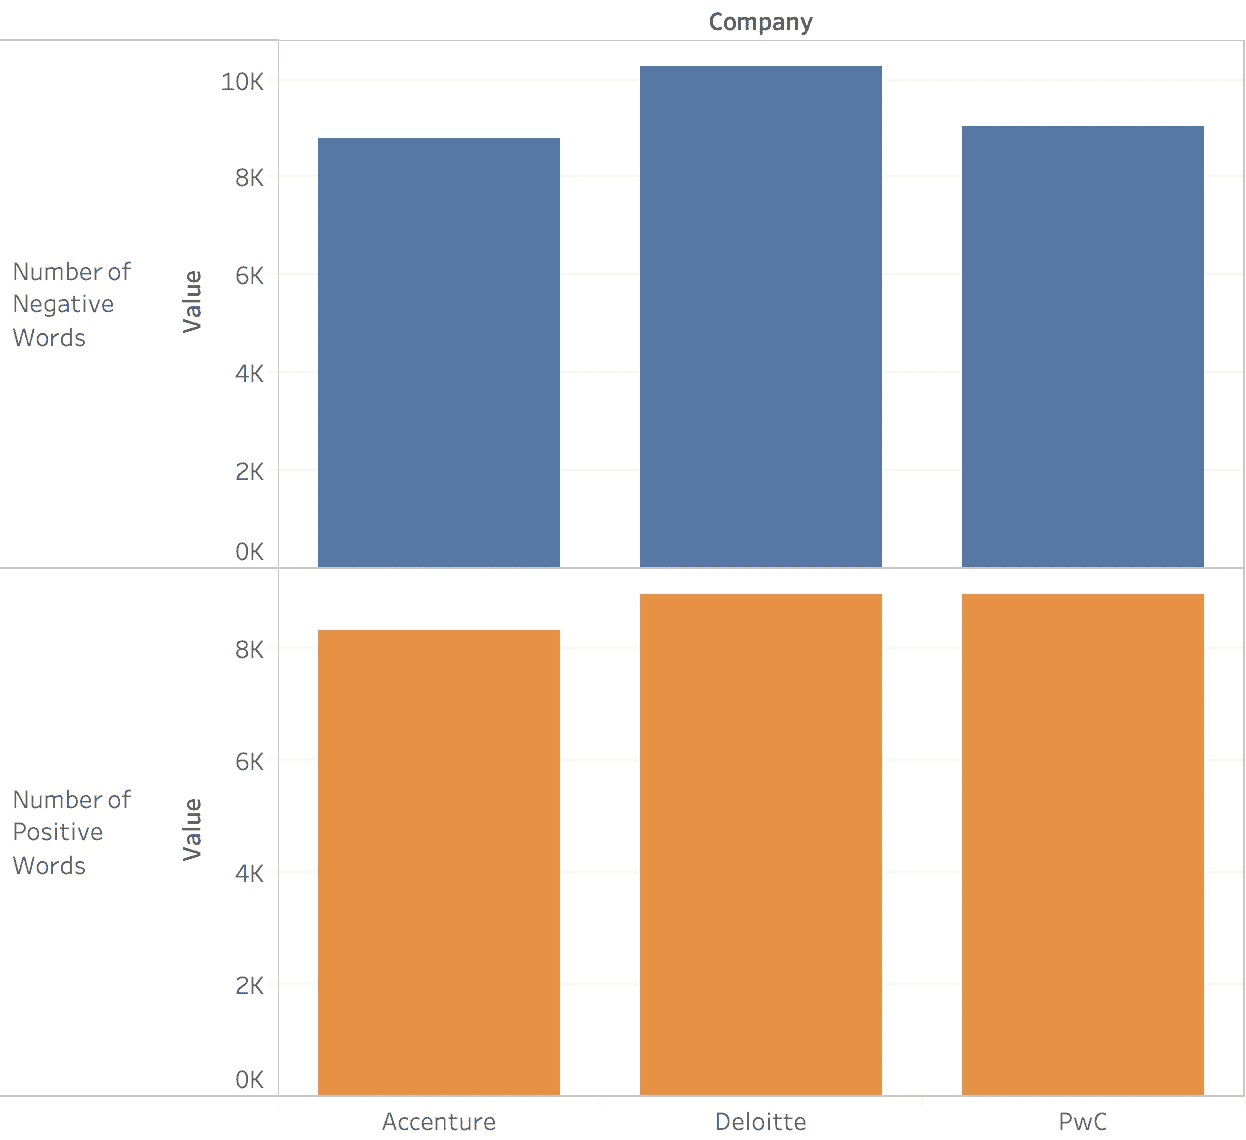 Company
10K
8K
6K
4K
2K
0K
Number of
Negative
Words
Value
8K
6K
4K
2K
0K
Number of
Positive
Words
Value
Accenture
Deloitte
PwC